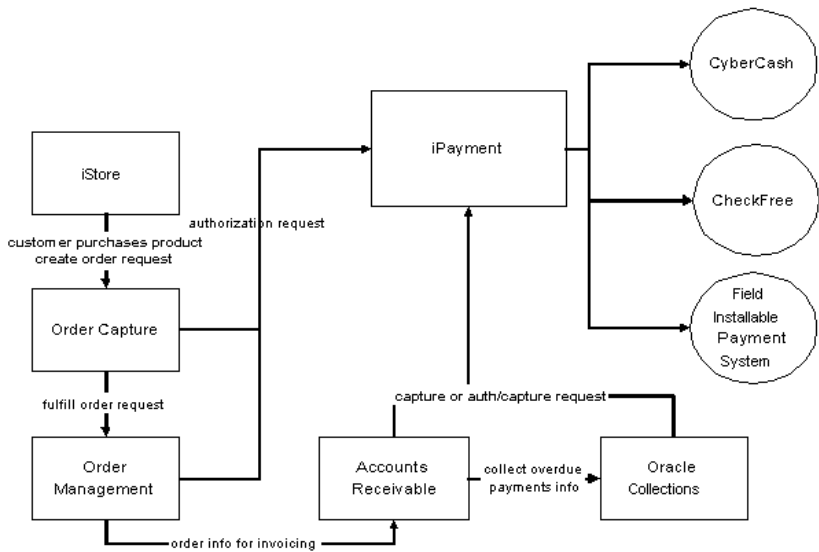 CyberCash
iPayment
iStore
CheckFree
authorization request
customer purchases product
create order request
Field
Installable
Payment
System
Order Capture
capture or auth/capture request
fulfill order request
Order
Management
Accounts
Receivable
collect overdue
payments info
Oracle
Collections
order info for invoicing